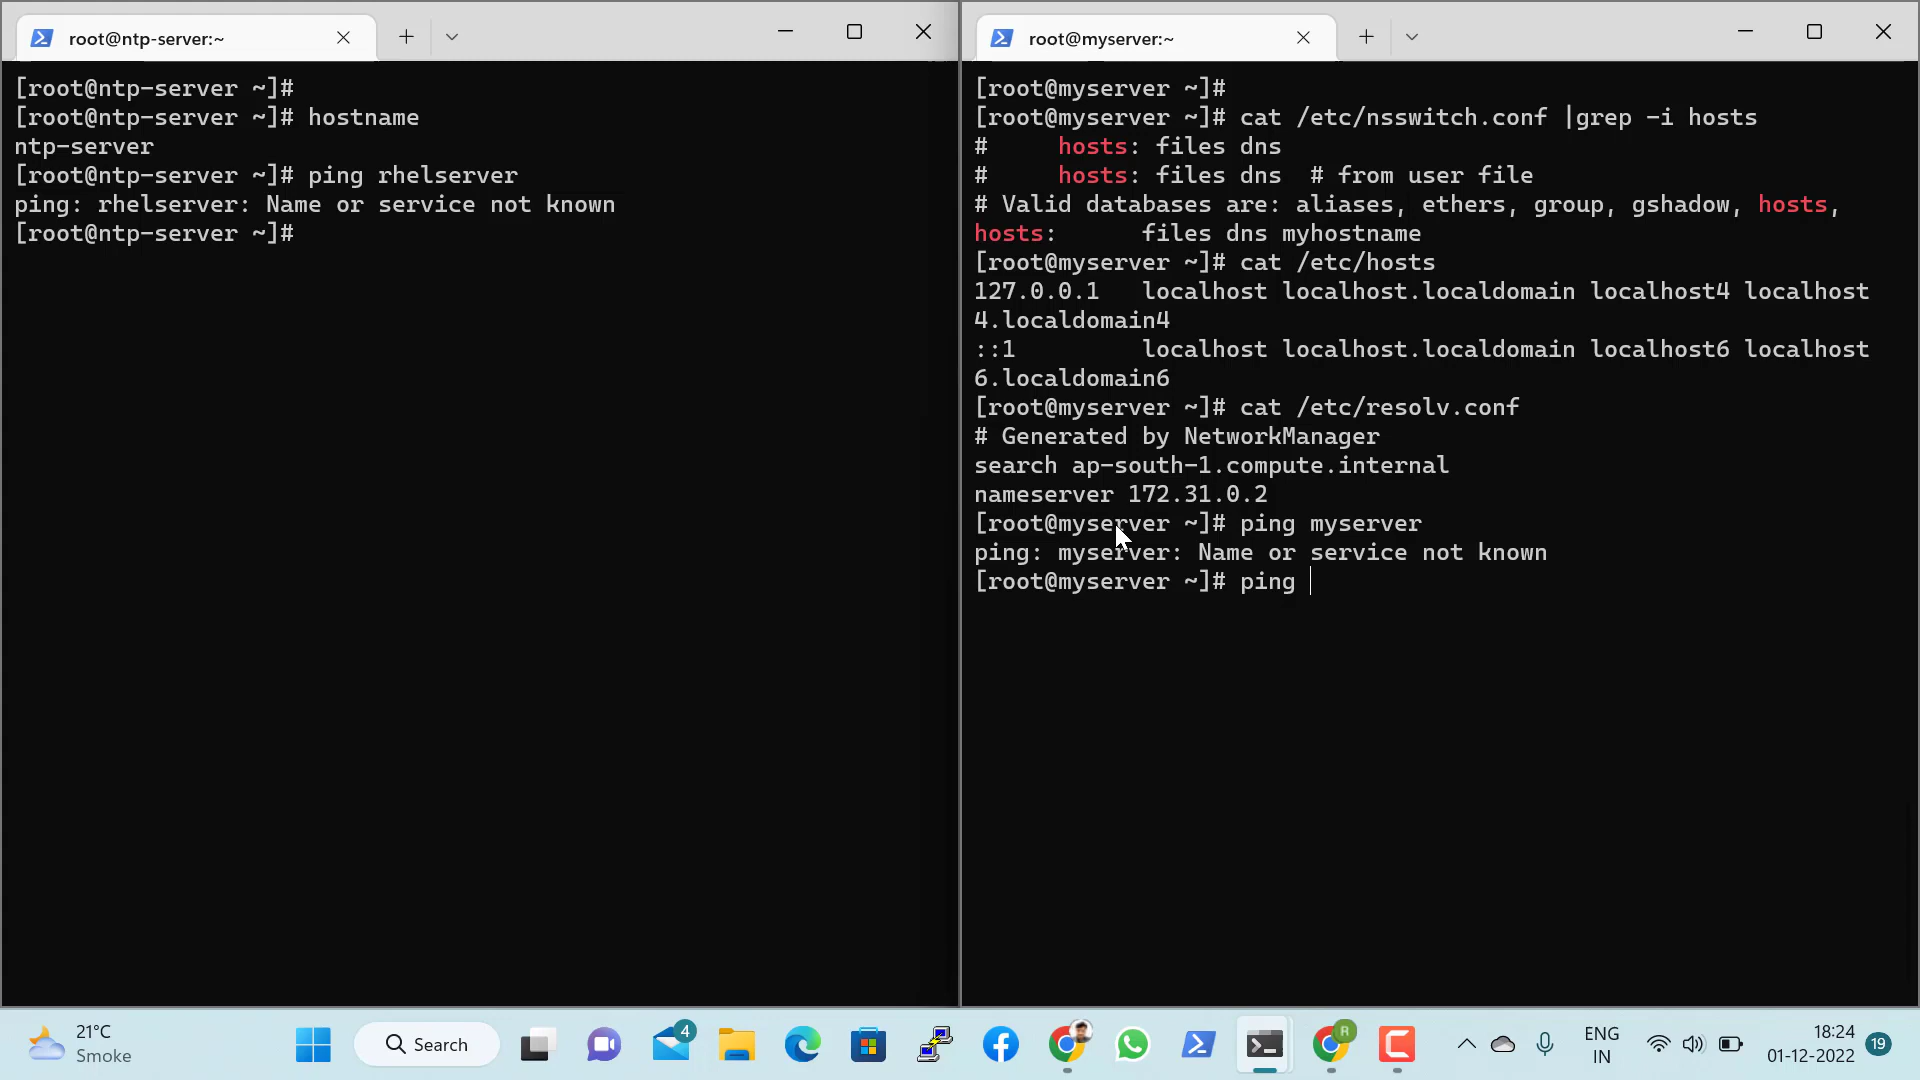 root@ntp-server:~
[root@ntp-server ~]#
[root@ntp-server ~]# hostname
ntp-server
[root@ntp-server ~]# ping rhelserver
ping: rhelserver: Name or service not known
[root@ntp-server ~]#
root@myserver:~
[root@myserver ~]#
[root@myserver ~]# cat /etc/nsswitch.conf |grep -i hosts
#     hosts: files dns
#     hosts: files dns  # from user file
# Valid databases are: aliases, ethers, group, gshadow, hosts,
hosts:      files dns myhostname
[root@myserver ~]# cat /etc/hosts
127.0.0.1   localhost localhost.localdomain localhost4 localhost
4.localdomain4
::1         localhost localhost.localdomain localhost6 localhost
6.localdomain6
[root@myserver ~]# cat /etc/resolv.conf
# Generated by NetworkManager
search ap-south-1.compute.internal
nameserver 172.31.0.2
[root@myserver ~]# ping myserver
ping: myserver: Name or service not known
[root@myserver ~]# ping
21°C
Smoke
Search
4
R
ENG
IN
18:24
01-12-2022
19